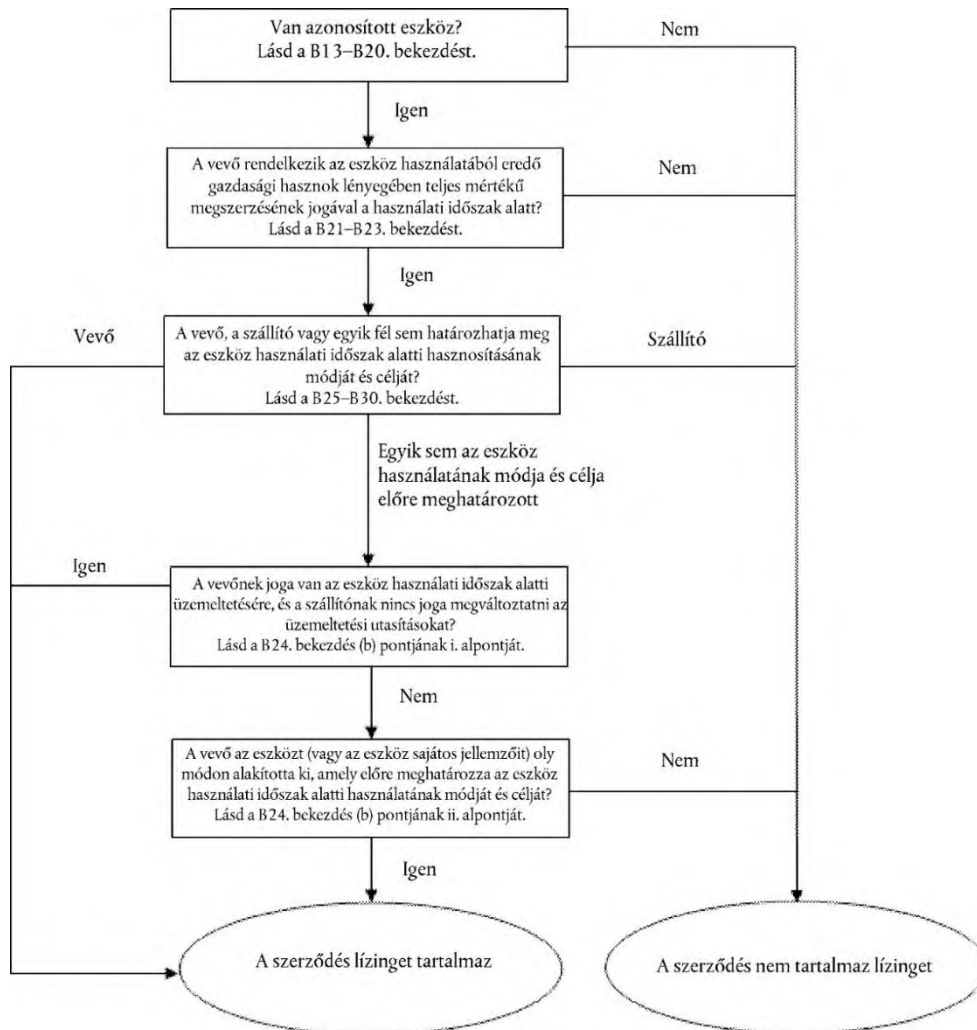 Van azonosított eszköz?
Lásd a B13–B20. bekezdést.
Nem
Igen
A vevő rendelkezik az eszköz használatából eredő
gazdasági hasznok lényegében teljes mértékű
megszerzésének jogával a használati időszak alatt?
Lásd a B21–B23. bekezdést.
Nem
Igen
Vevő
A vevő, a szállító vagy egyik fél sem határozhatja meg
az eszköz használati időszak alatti hasznosításának
módját és célját?
Lásd a B25–B30. bekezdést.
Szállító
Egyik sem az eszköz
használatának módja és célja
előre meghatározott
Igen
A vevőnek joga van az eszköz használati időszak alatti
üzemeltetésére, és a szállítónak nincs joga megváltoztatni az
üzemeltetési utasításokat?
Lásd a B24. bekezdés (b) pontjának i. alpontját.
Nem
A vevő az eszközt (vagy az eszköz sajátos jellemzőit) oly
módon alakította ki, amely előre meghatározza az eszköz
használati időszak alatti használatának módját és célját?
Lásd a B24. bekezdés (b) pontjának ii. alpontját.
Nem
Igen
A szerződés lízinget tartalmaz
A szerződés nem tartalmaz lízinget